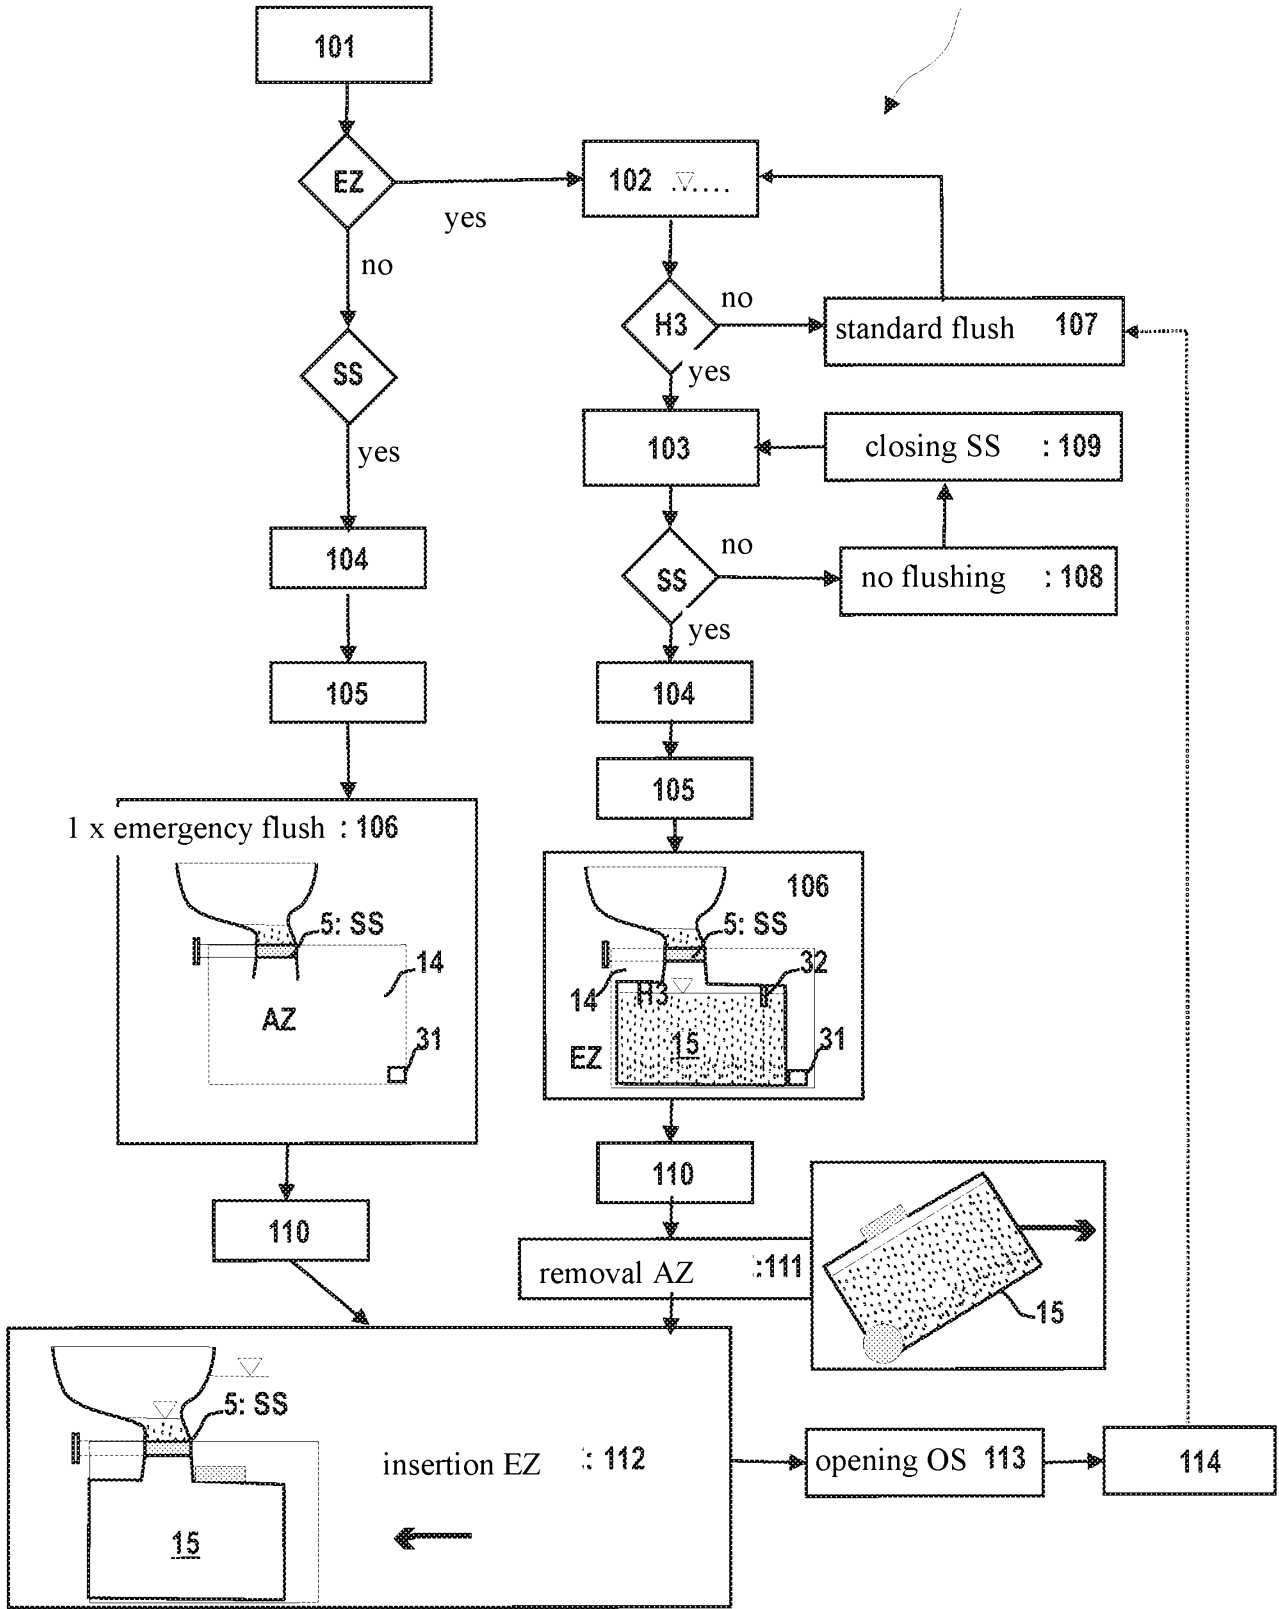 101
EZ
yes
102
no
H3
no
standard flush 107
yes
SS
yes
103
closing SS : 109
104
no
SS
no flushing : 108
yes
105
104
105
1 x emergency flush : 106
106
5: SS
5: SS
14
32
14
H3
AZ
31
EZ
15
31
110
110
removal AZ :111
15
5: SS
insertion EZ : 112
opening OS 113
114
15